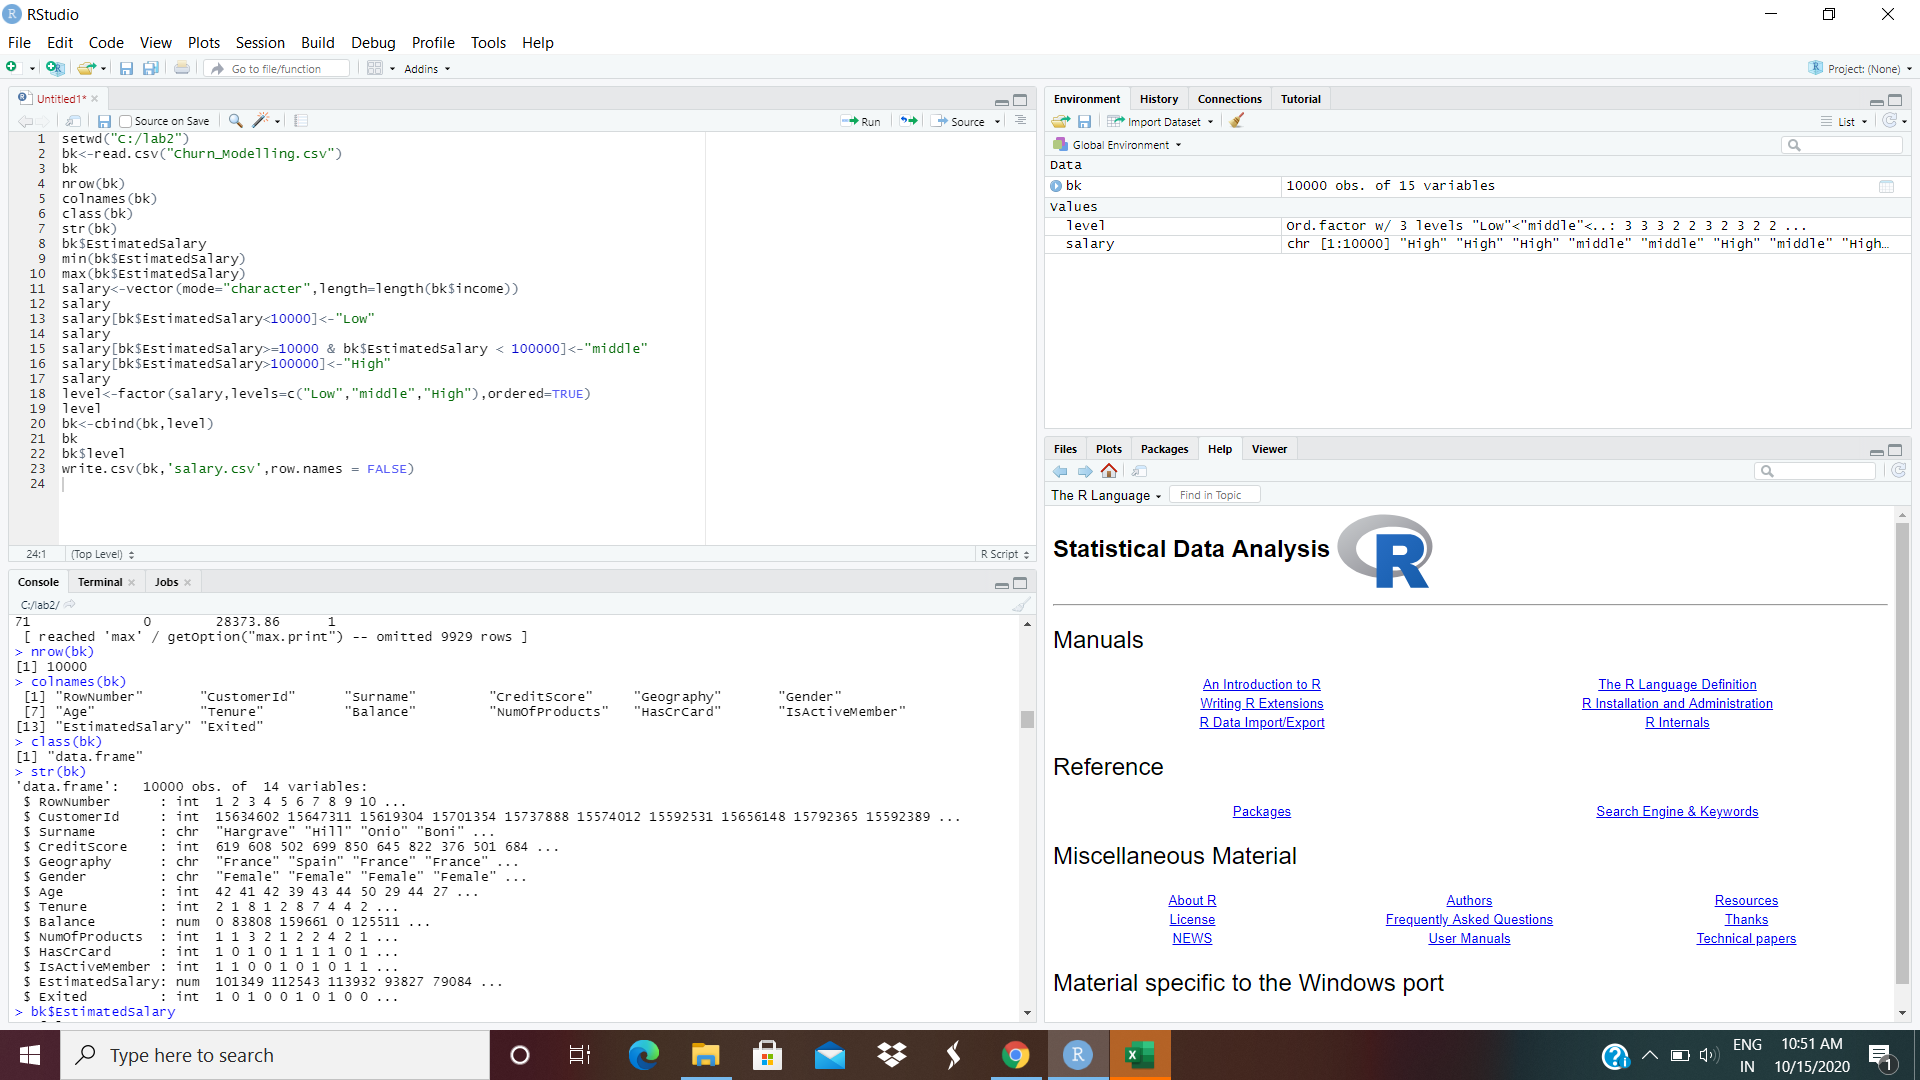 RStudio
File Edit Code View Plots Session Build Debug Profile Tools Help
Go to file/function Addins Project: (None)
Untitled1*
Source on Save Run Source
1 setwd("C:/lab2")
2 bk<-read.csv("Churn_Modelling.csv")
3 bk
4 nrow(bk)
5 colnames(bk)
6 class(bk)
7 str(bk)
8 bk$EstimatedSalary
9 min(bk$EstimatedSalary)
10 max(bk$EstimatedSalary)
11 salary<-vector(mode="character",length=length(bk$income))
12 salary
13 salary[bk$EstimatedSalary<10000]<-"Low"
14 salary
15 salary[bk$EstimatedSalary>=10000 & bk$EstimatedSalary < 100000]<-"middle"
16 salary[bk$EstimatedSalary>100000]<-"High"
17 salary
18 level<-factor(salary,levels=c("Low","middle","High"),ordered=TRUE)
19 level
20 bk<-cbind(bk,level)
21 bk
22 bk$level
23 write.csv(bk,'salary.csv',row.names = FALSE)
24
24:1 (Top Level) R Script
Console Terminal Jobs
C:/lab2/
71 0 28373.86 1
[ reached 'max' / getOption("max.print") -- omitted 9929 rows ]
> nrow(bk)
[1] 10000
> colnames(bk)
[1] "RowNumber" "CustomerId" "Surname" "CreditScore" "Geography" "Gender"
[7] "Age" "Tenure" "Balance" "NumOfProducts" "HasCrCard" "IsActiveMember"
[13] "EstimatedSalary" "Exited"
> class(bk)
[1] "data.frame"
> str(bk)
'data.frame': 10000 obs. of 14 variables:
$ RowNumber : int 1 2 3 4 5 6 7 8 9 10 ...
$ CustomerId : int 15634602 15647311 15619304 15701354 15737888 15574012 15592531 15656148 15792365 15592389 ...
$ Surname : chr "Hargrave" "Hill" "Onio" "Boni" ...
$ CreditScore : int 619 608 502 699 850 645 822 376 501 684 ...
$ Geography : chr "France" "Spain" "France" "France" ...
$ Gender : chr "Female" "Female" "Female" "Female" ...
$ Age : int 42 41 42 39 43 44 50 29 44 27 ...
$ Tenure : int 2 1 8 1 2 8 7 4 4 2 ...
$ Balance : num 0 83808 159661 0 125511 ...
$ NumOfProducts : int 1 1 3 2 1 2 2 4 2 1 ...
$ HasCrCard : int 1 0 1 0 1 1 1 1 0 1 ...
$ IsActiveMember : int 1 1 0 0 1 0 1 0 1 1 ...
$ EstimatedSalary: num 101349 112543 113932 93827 79084 ...
$ Exited : int 1 0 1 0 0 1 0 1 0 0 ...
> bk$EstimatedSalary
Environment History Connections Tutorial
Import Dataset List
Global Environment
Data
bk 10000 obs. of 15 variables
Values
level Ord.factor w/ 3 levels "Low"<"middle"<..: 3 3 3 2 2 3 2 3 2 2 ...
salary chr [1:10000] "High" "High" "High" "middle" "middle" "High" "middle" "High…
Files Plots Packages Help Viewer
The R Language Find in Topic
Statistical Data Analysis R
Manuals
An Introduction to R The R Language Definition
Writing R Extensions R Installation and Administration
R Data Import/Export R Internals
Reference
Packages Search Engine & Keywords
Miscellaneous Material
About R Authors Resources
License Frequently Asked Questions Thanks
NEWS User Manuals Technical papers
Material specific to the Windows port
Type here to search
ENG 10:51 AM
IN 10/15/2020 1